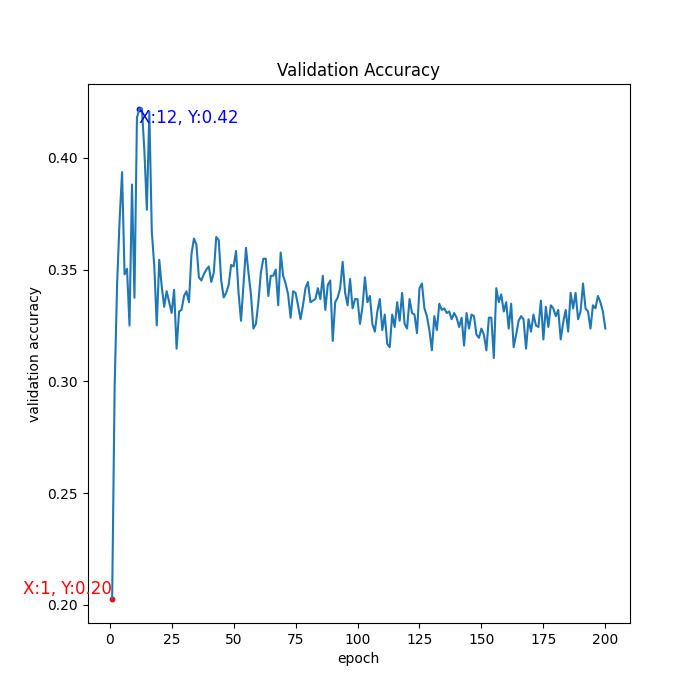 Validation Accuracy
X:12, Y:0.42
0.40
0.35
validation accuracy
0.30
0.25
X:1, Y:0.20
0.20
0 25 50 75 100 125 150 175 200
epoch